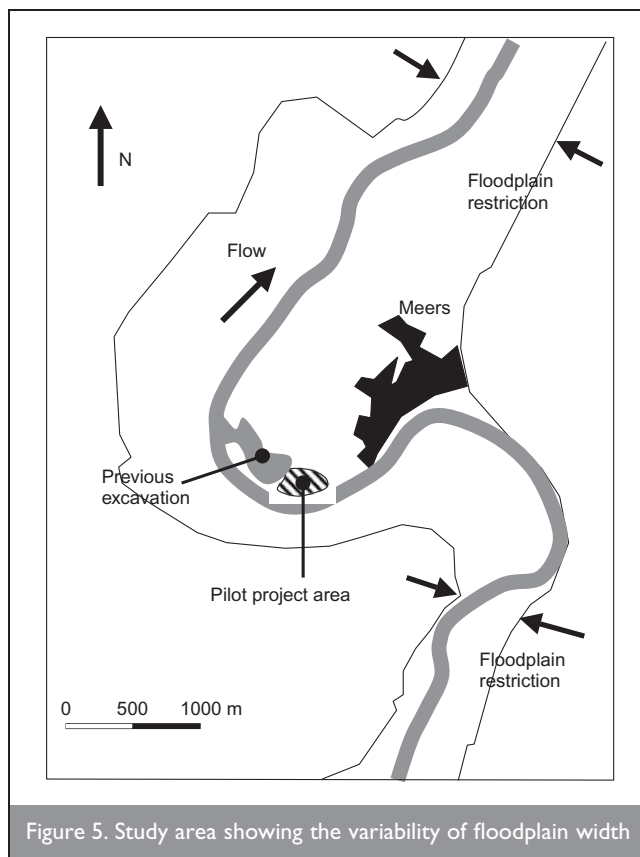 N
Floodplain
restriction
Flow
Meers
Previous
excavation
Pilot project area
Floodplain
restriction
0 500 1000 m
Figure 5. Study area showing the variability of floodplain width